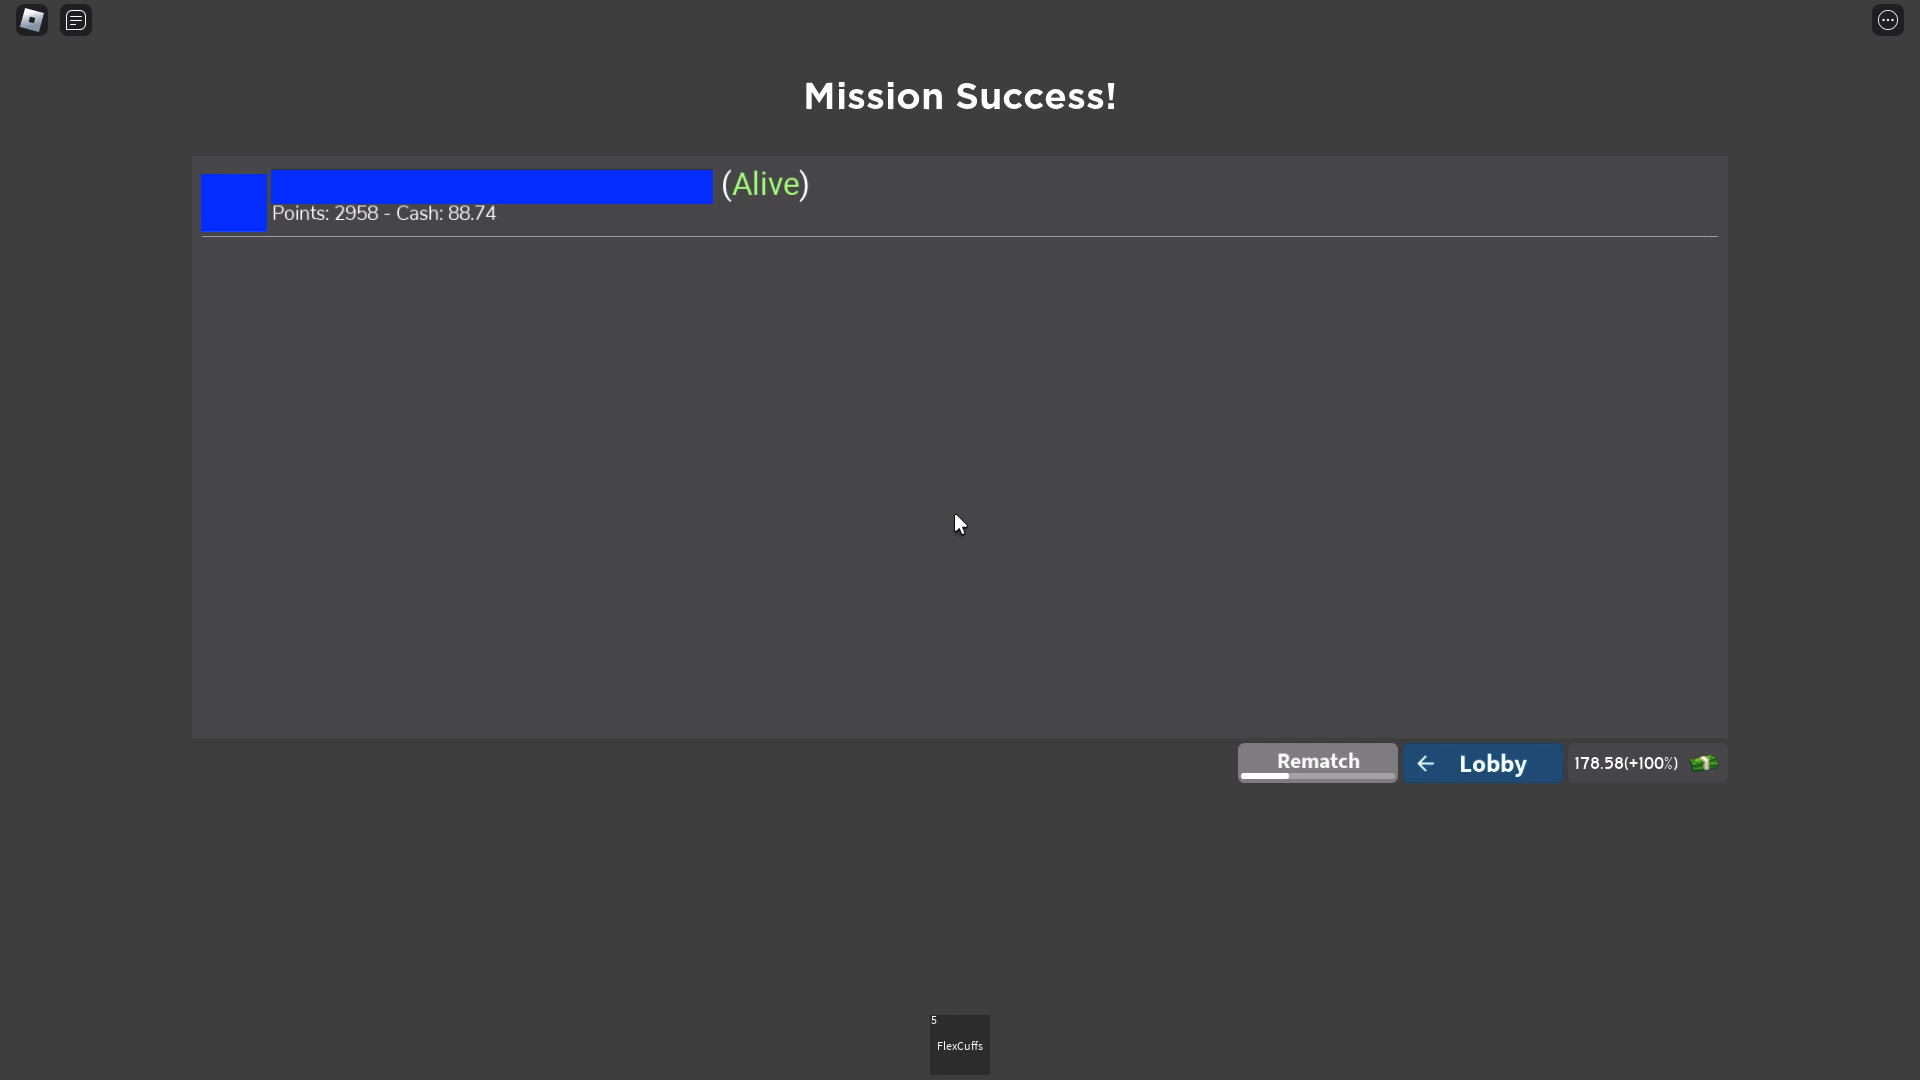 Mission Success!
(Alive)
Points: 2958 - Cash: 88.74
Rematch
Lobby
178.58(+100%)
5
FlexCuffs